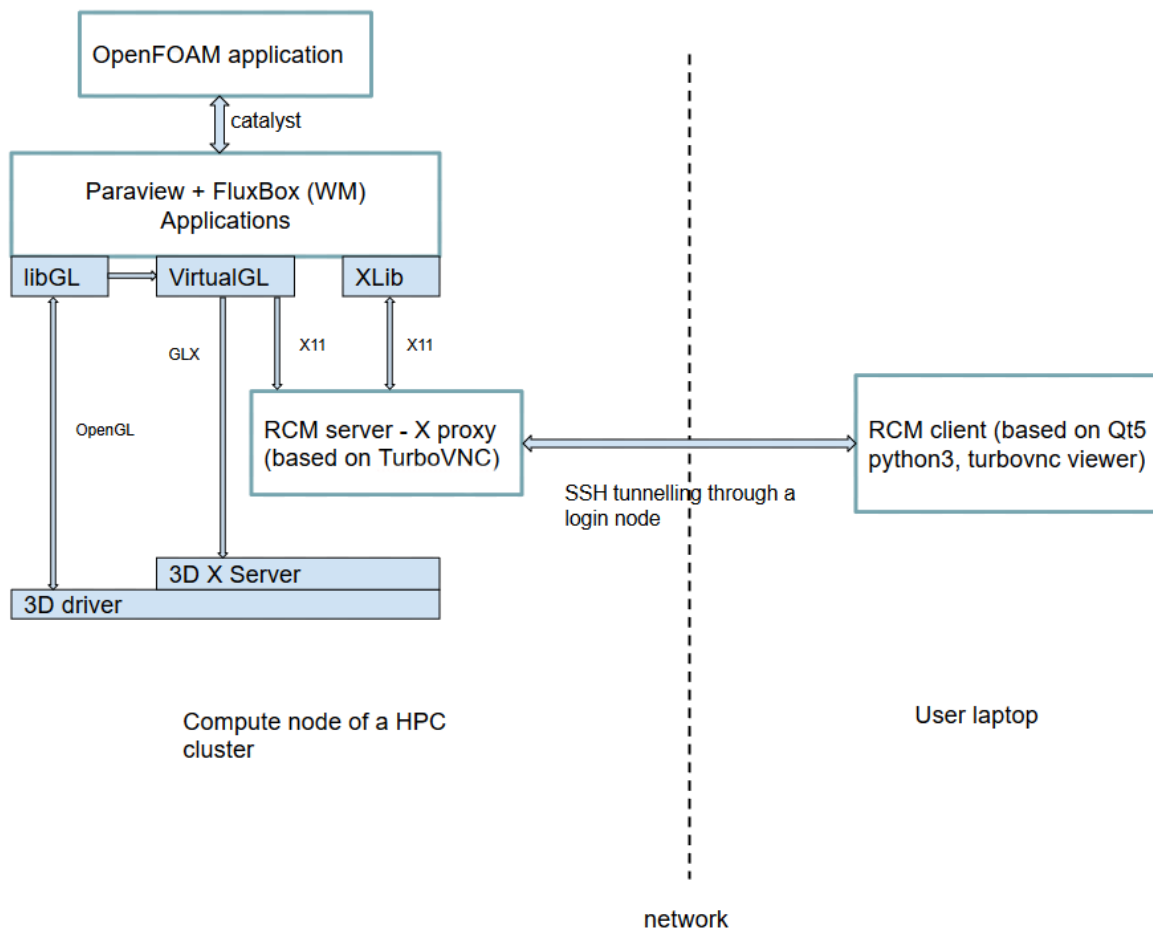 OpenFOAM application
catalyst
Paraview + FluxBox (WM)
Applications
libGL
VirtualGL
XLib
GLX
X11
X11
OpenGL
RCM server - X proxy
(based on TurboVNC)
RCM client (based on Qt5
python3, turbovnc viewer)
SSH tunnelling through a
login node
3D X Server
3D driver
Compute node of a HPC
cluster
User laptop
network